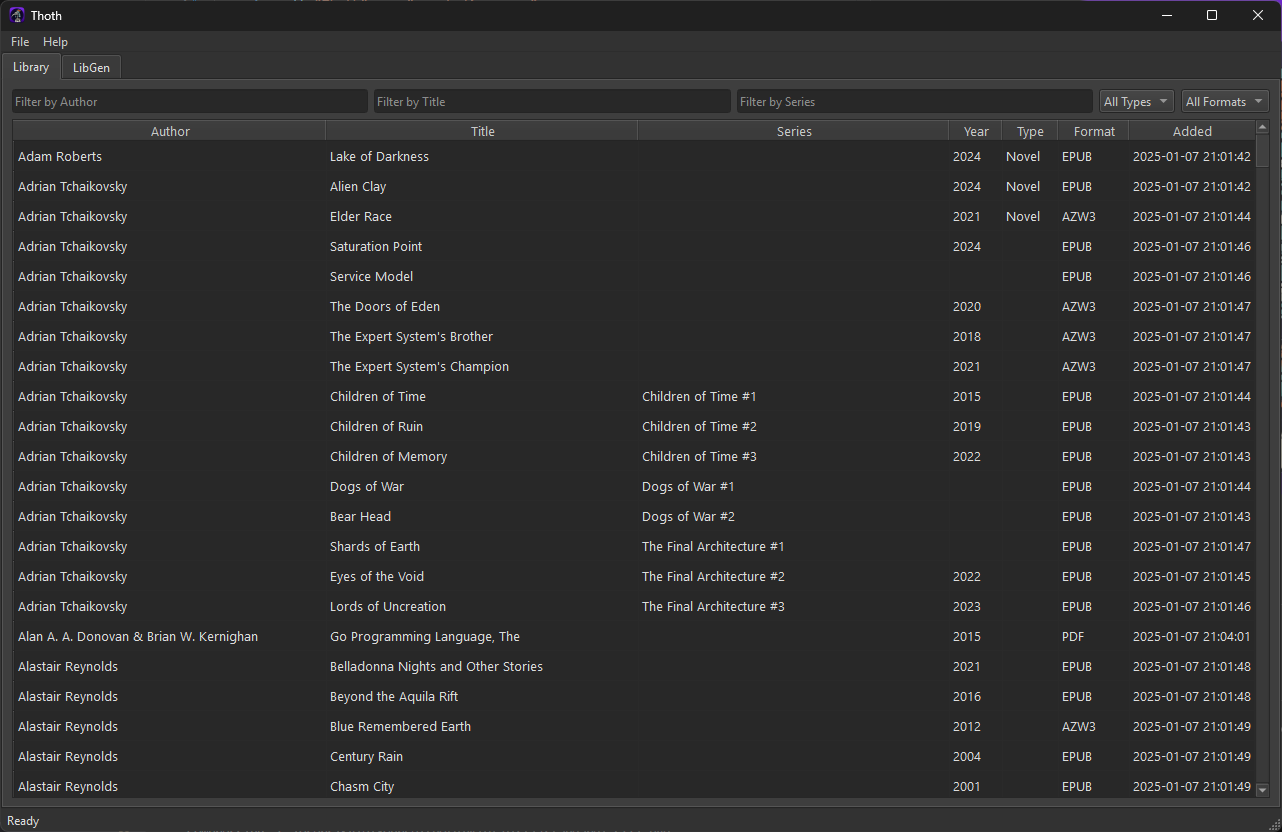 Thoth
File Help
Library LibGen
Filter by Author Filter by Title Filter by Series All Types All Formats
Author Title Series Year Type Format Added
Adam Roberts Lake of Darkness 2024 Novel EPUB 2025-01-07 21:01:42
Adrian Tchaikovsky Alien Clay 2024 Novel EPUB 2025-01-07 21:01:42
Adrian Tchaikovsky Elder Race 2021 Novel AZW3 2025-01-07 21:01:44
Adrian Tchaikovsky Saturation Point 2024 EPUB 2025-01-07 21:01:46
Adrian Tchaikovsky Service Model EPUB 2025-01-07 21:01:46
Adrian Tchaikovsky The Doors of Eden 2020 AZW3 2025-01-07 21:01:47
Adrian Tchaikovsky The Expert System's Brother 2018 AZW3 2025-01-07 21:01:47
Adrian Tchaikovsky The Expert System's Champion 2021 AZW3 2025-01-07 21:01:47
Adrian Tchaikovsky Children of Time Children of Time #1 2015 EPUB 2025-01-07 21:01:44
Adrian Tchaikovsky Children of Ruin Children of Time #2 2019 EPUB 2025-01-07 21:01:43
Adrian Tchaikovsky Children of Memory Children of Time #3 2022 EPUB 2025-01-07 21:01:43
Adrian Tchaikovsky Dogs of War Dogs of War #1 EPUB 2025-01-07 21:01:44
Adrian Tchaikovsky Bear Head Dogs of War #2 EPUB 2025-01-07 21:01:43
Adrian Tchaikovsky Shards of Earth The Final Architecture #1 EPUB 2025-01-07 21:01:47
Adrian Tchaikovsky Eyes of the Void The Final Architecture #2 2022 EPUB 2025-01-07 21:01:45
Adrian Tchaikovsky Lords of Uncreation The Final Architecture #3 2023 EPUB 2025-01-07 21:01:46
Alan A. A. Donovan & Brian W. Kernighan Go Programming Language, The 2015 PDF 2025-01-07 21:04:01
Alastair Reynolds Belladonna Nights and Other Stories 2021 EPUB 2025-01-07 21:01:48
Alastair Reynolds Beyond the Aquila Rift 2016 EPUB 2025-01-07 21:01:48
Alastair Reynolds Blue Remembered Earth 2012 AZW3 2025-01-07 21:01:49
Alastair Reynolds Century Rain 2004 EPUB 2025-01-07 21:01:49
Alastair Reynolds Chasm City 2001 EPUB 2025-01-07 21:01:49
Ready